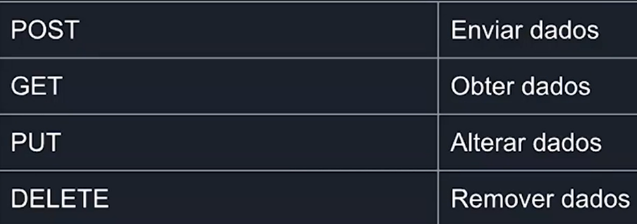 POST Enviar dados
GET Obter dados
PUT Alterar dados
DELETE Remover dados